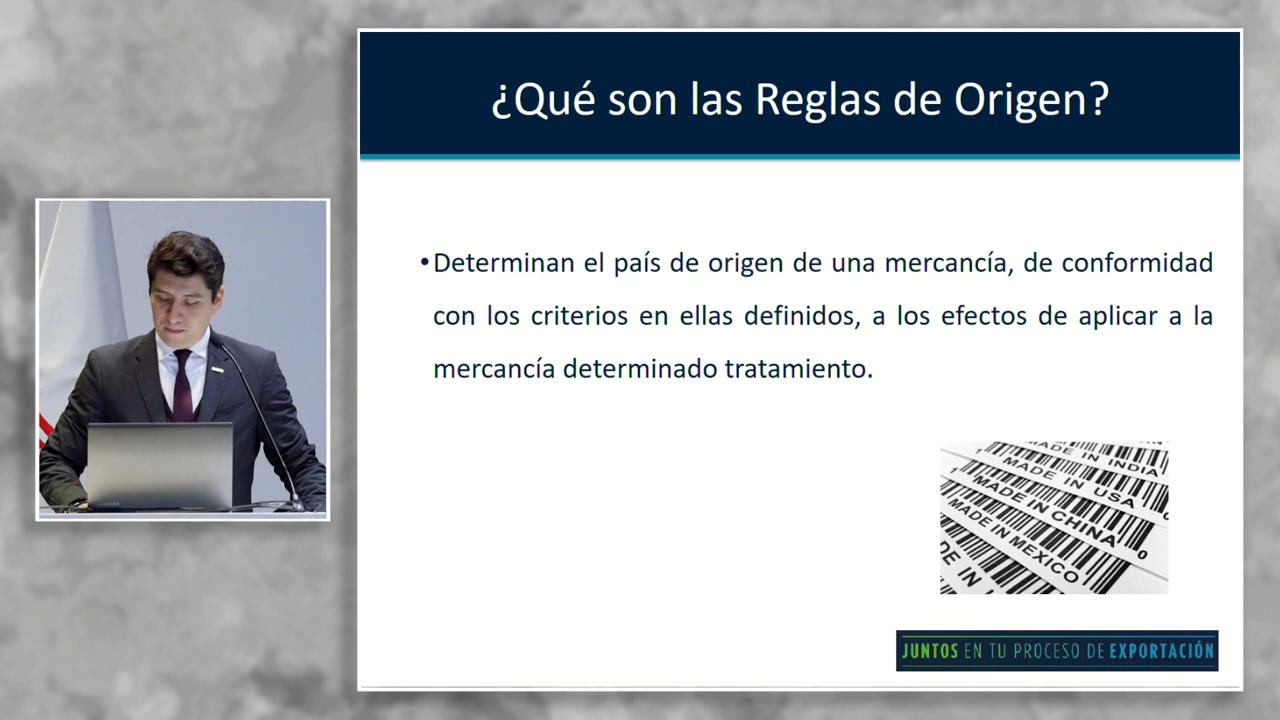 ¿Qué son las Reglas de Origen?
•Determinan el país de origen de una mercancía, de conformidad
con los criterios en ellas definidos, a los efectos de aplicar a la
mercancía determinado tratamiento.
MADE IN INDIA
MADE IN USA
MADE IN CHINA
MADE IN MEXICO
JUNTOS EN TU PROCESO DE EXPORTACIÓN